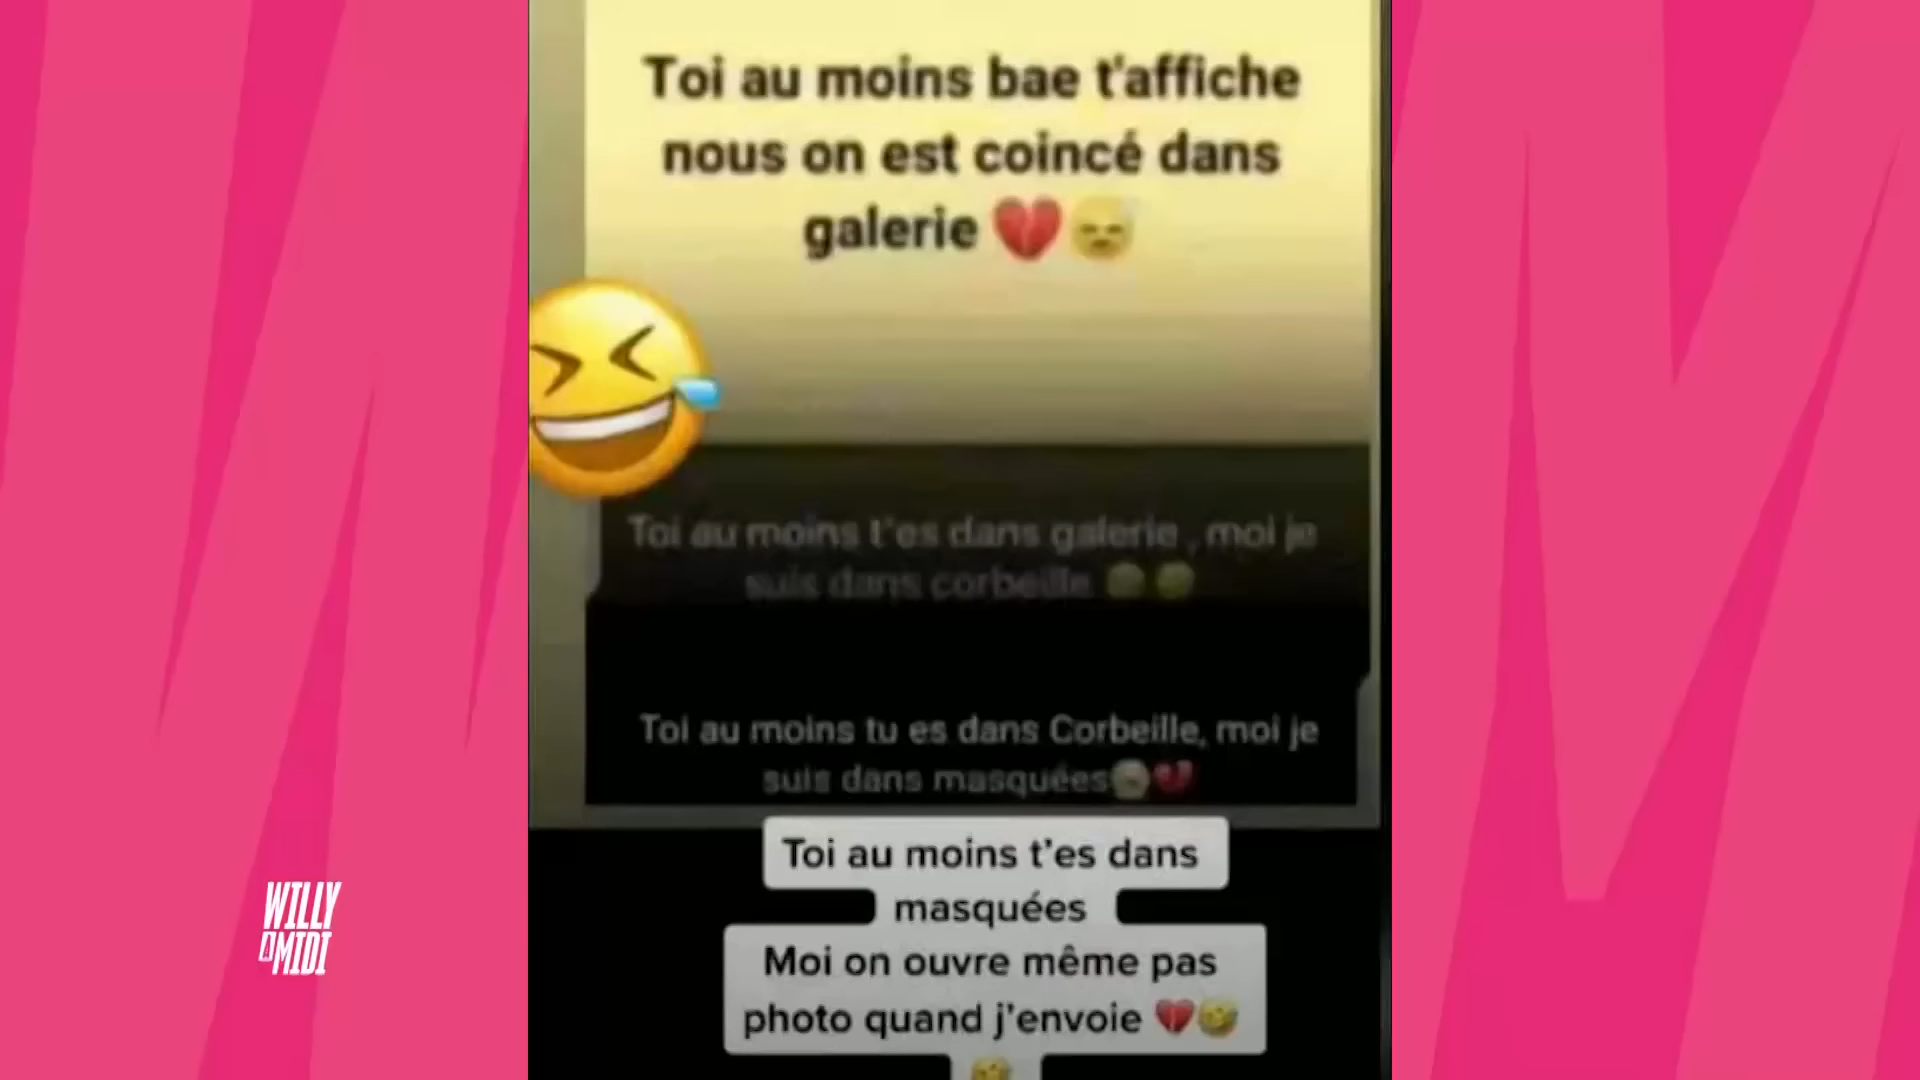 Toi au moins bae t'affiche
nous on est coincé dans
galerie 💔😅
Toi au moins t'es dans galerie , moi je
suis dans corbeille
Toi au moins tu es dans Corbeille, moi je
suis dans masquées💔
Toi au moins t'es dans
masquées
Moi on ouvre même pas
photo quand j'envoie 💔🤣
WILLY
A MIDI